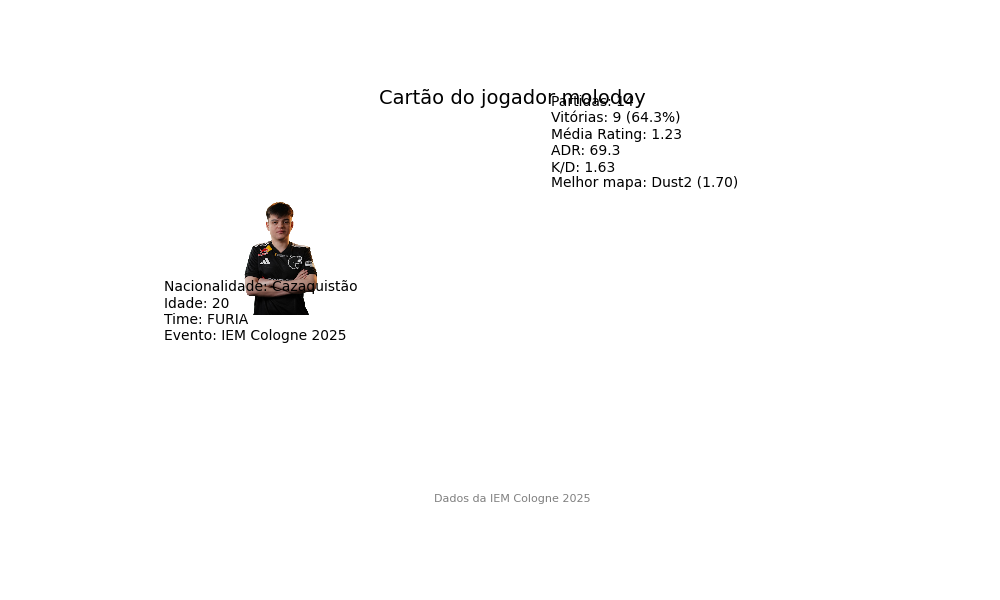 Cartão do jogador molodoy
Partidas: 14
Vitórias: 9 (64.3%)
Média Rating: 1.23
ADR: 69.3
K/D: 1.63
Melhor mapa: Dust2 (1.70)
Nacionalidade: Cazaquistão
Idade: 20
Time: FURIA
Evento: IEM Cologne 2025
Dados da IEM Cologne 2025